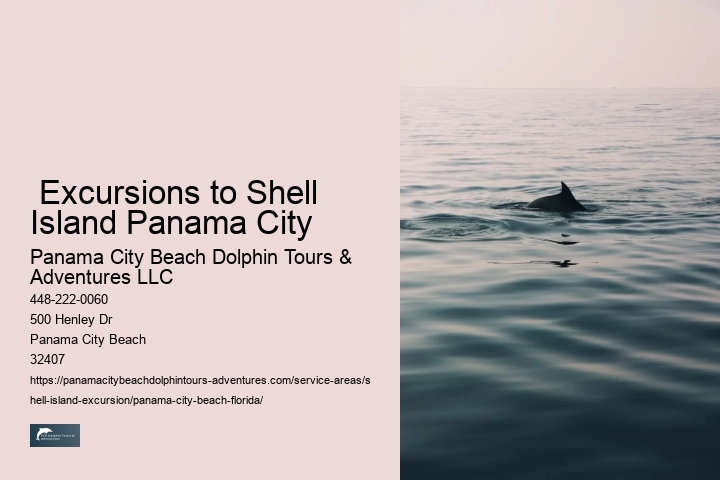 Excursions to Shell
Island Panama City
Panama City Beach Dolphin Tours &
Adventures LLC
448-222-0060
500 Henley Dr
Panama City Beach
32407
https://panamacitybeachdolphintours-adventures.com/service-areas/s
hell-island-excursion/panama-city-beach-florida/